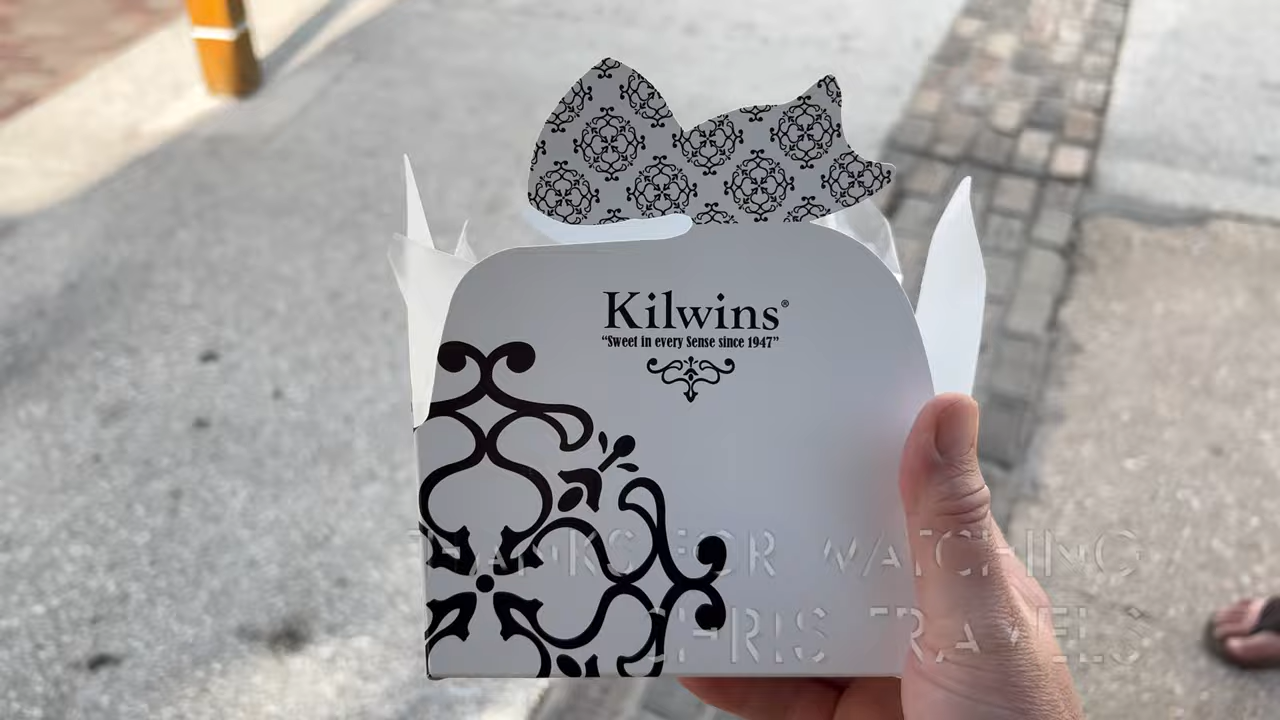 Kilwins®
“Sweet in every Sense since 1947”
THANKS FOR WATCHING
CHRIS TRAVELS